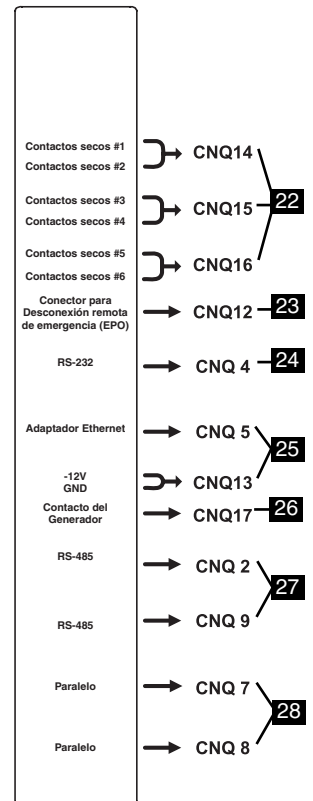 Contactos secos #1
Contactos secos #2
CNQ14
Contactos secos #3
Contactos secos #4
CNQ15
22
Contactos secos #5
Contactos secos #6
CNQ16
Conector para
Desconexión remota
de emergencia (EPO)
CNQ12
23
RS-232
CNQ 4
24
Adaptador Ethernet
CNQ 5
25
-12V
GND
CNQ13
Contacto del
Generador
CNQ17
26
RS-485
CNQ 2
27
RS-485
CNQ 9
Paralelo
CNQ 7
28
Paralelo
CNQ 8